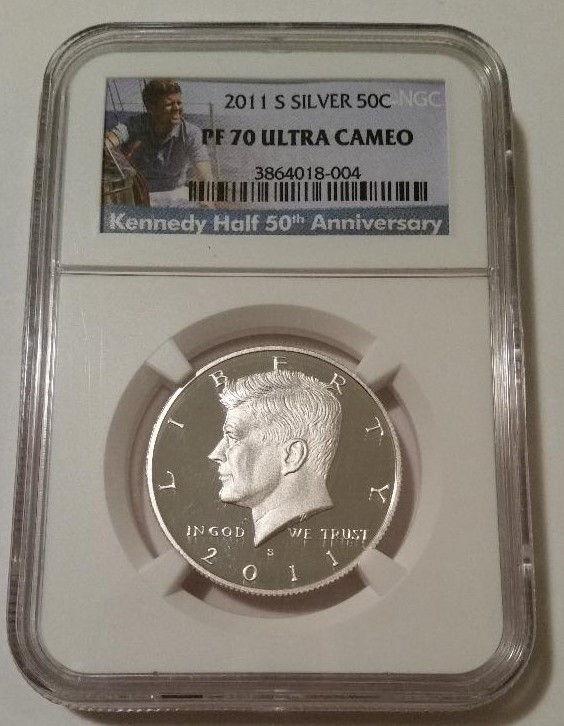 2011 S SILVER 50C NGC
PF 70 ULTRA CAMEO
3864018-004
Kennedy Half 50th Anniversary
LIBERTY
IN GOD WE TRUST
S
2011